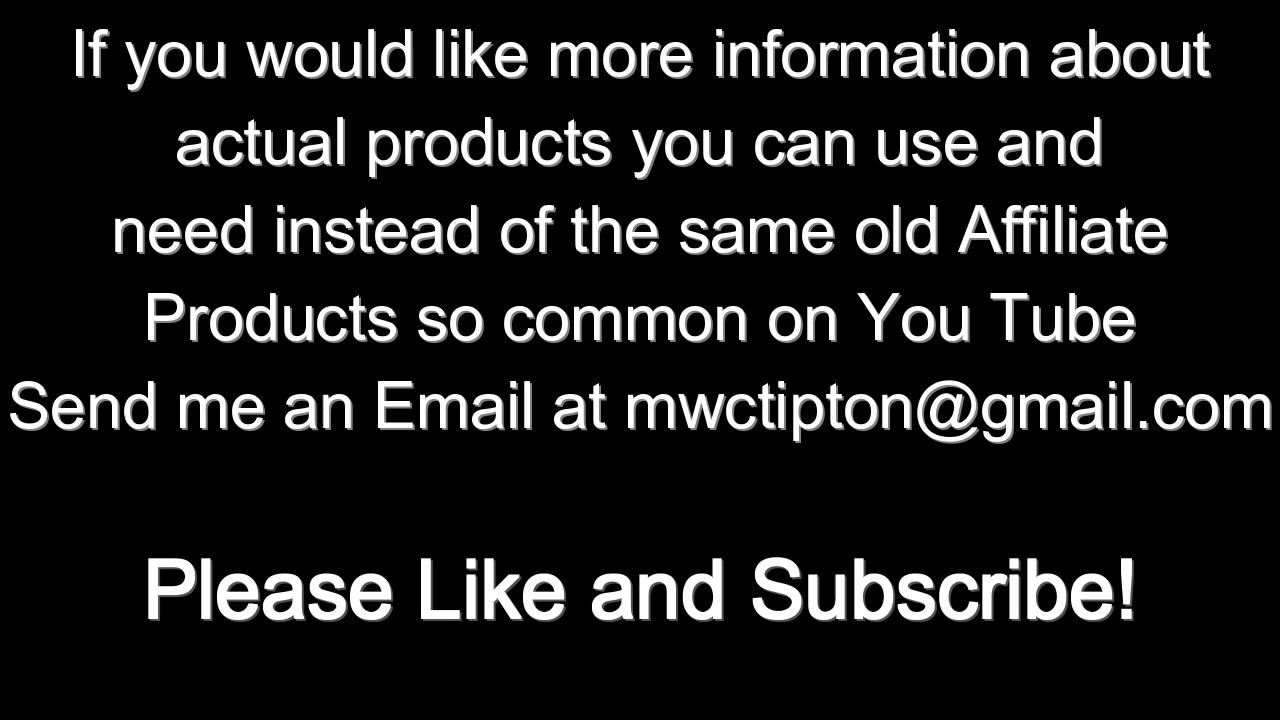 If you would like more information about
actual products you can use and
need instead of the same old Affiliate
Products so common on You Tube
Send me an Email at mwctipton@gmail.com
Please Like and Subscribe!